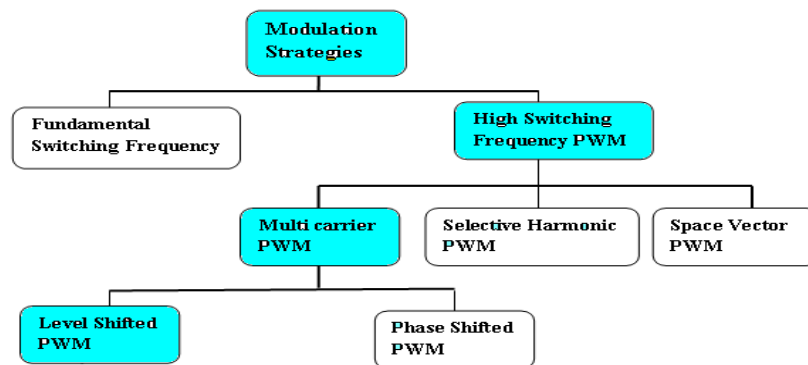 Modulation
Strategies
Fundamental
Switching Frequency
High Switching
Frequency PWM
Multi carrier
PWM
Selective Harmonic
PWM
Space Vector
PWM
Level Shifted
PWM
Phase Shifted
PWM